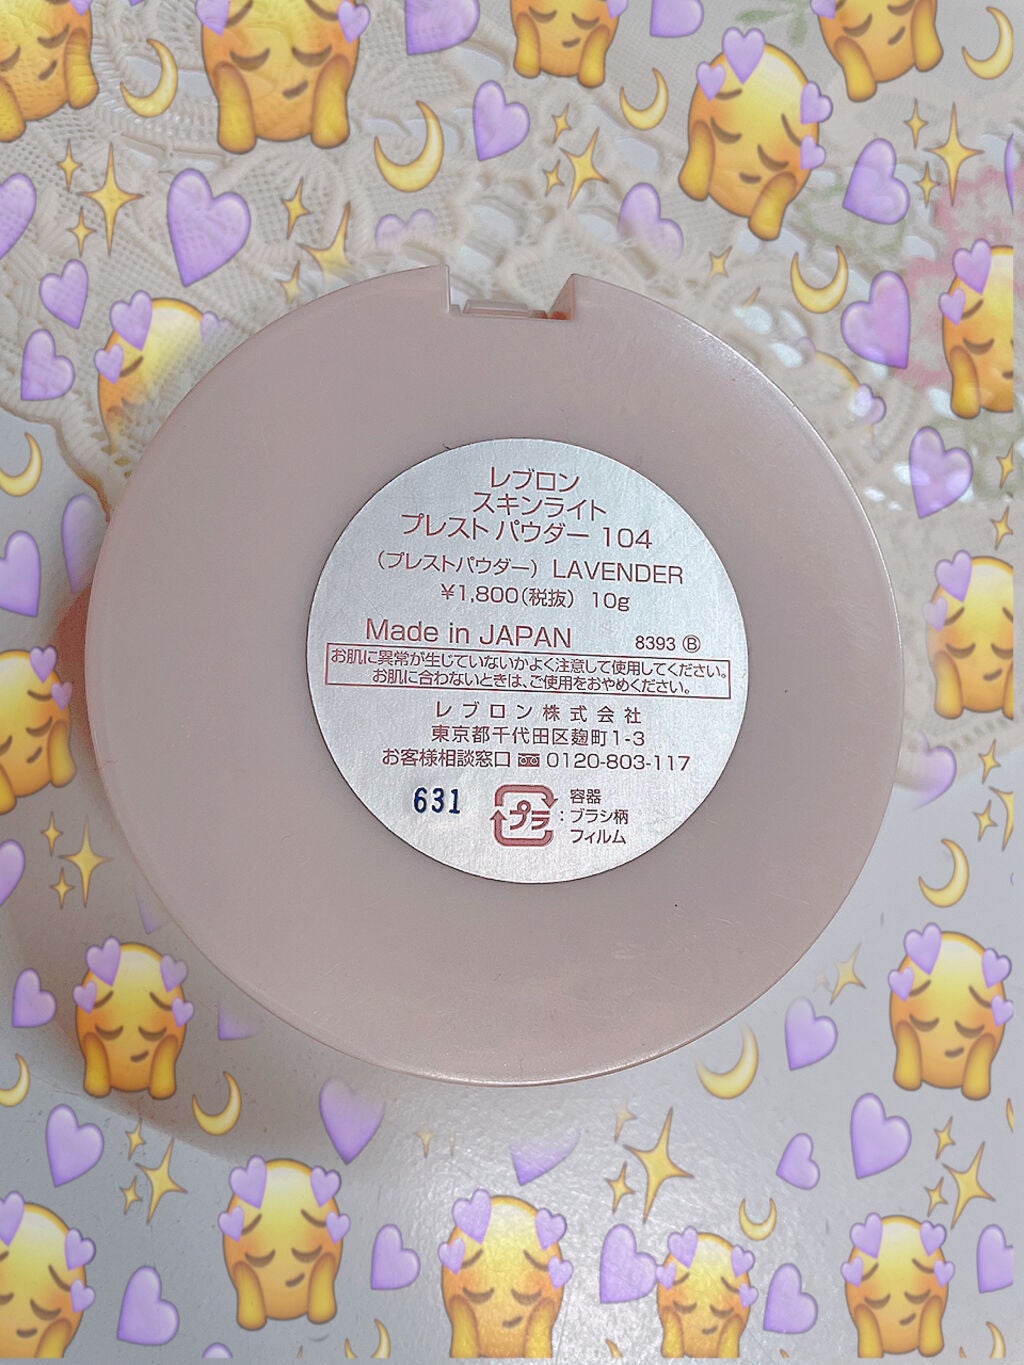 レブロン
スキンライト
プレスト パウダー 104
（プレストパウダー） LAVENDER
¥1,800（税抜） 10g
Made in JAPAN 8393 Ⓑ
お肌に異常が生じていないかよく注意して使用してください。
お肌に合わないときは、ご使用をおやめください。
レブロン株式会社
東京都千代田区麹町1-3
お客様相談窓口 0120-803-117
631
プラ
容器
：ブラシ柄
フィルム